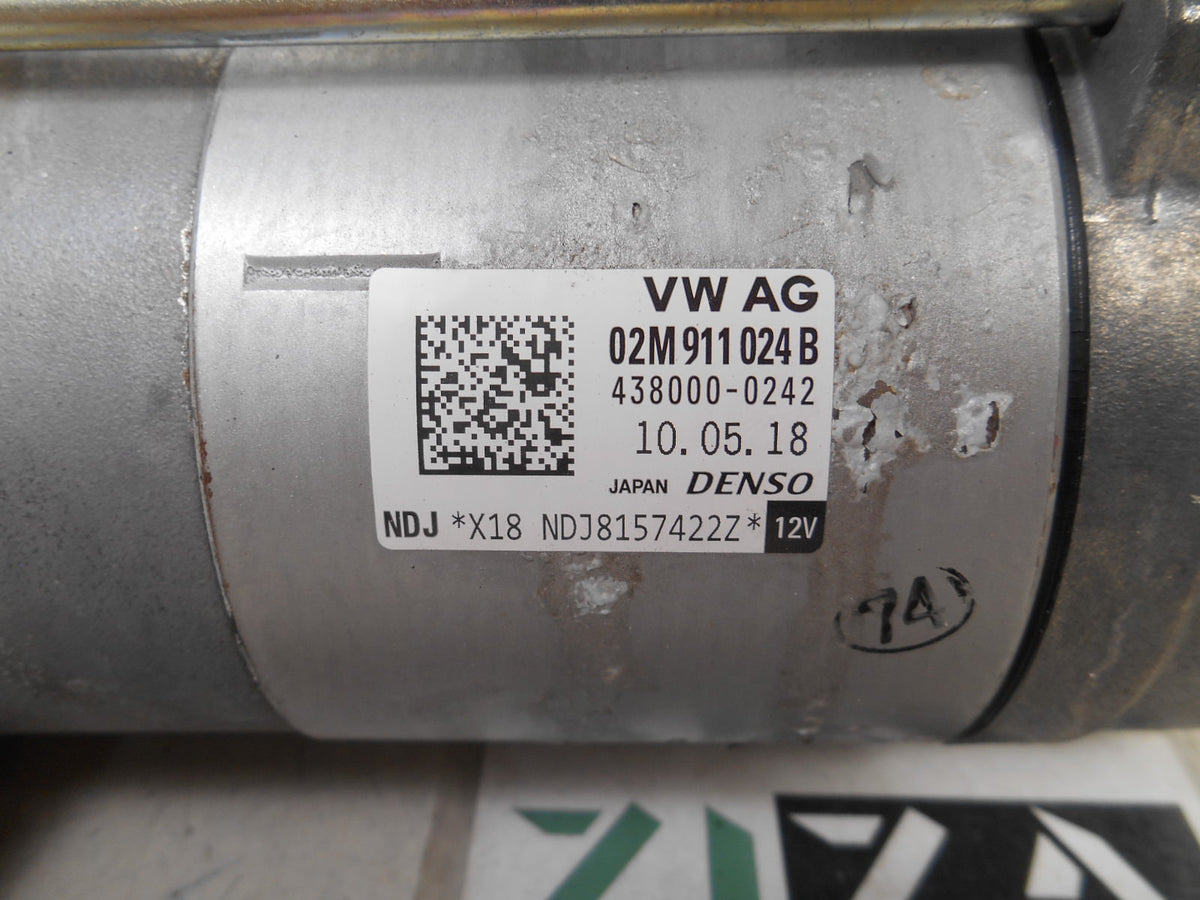 VW AG
02M 911 024 B
438000-0242
10.05.18
JAPAN DENSO
NDJ *X18 NDJ8157422Z* 12V
74